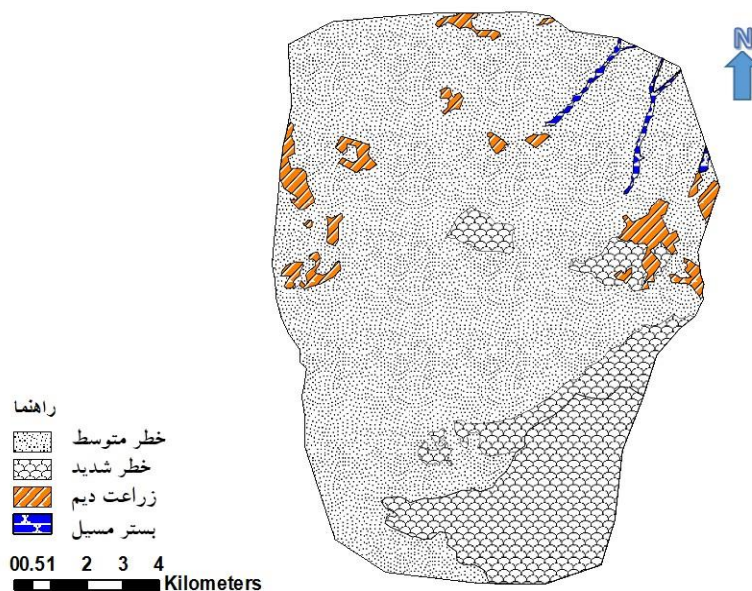 N
راهنما
خطر متوسط
خطر شدید
زراعت دیم
بستر مسیل
00.51 2 3 4
Kilometers